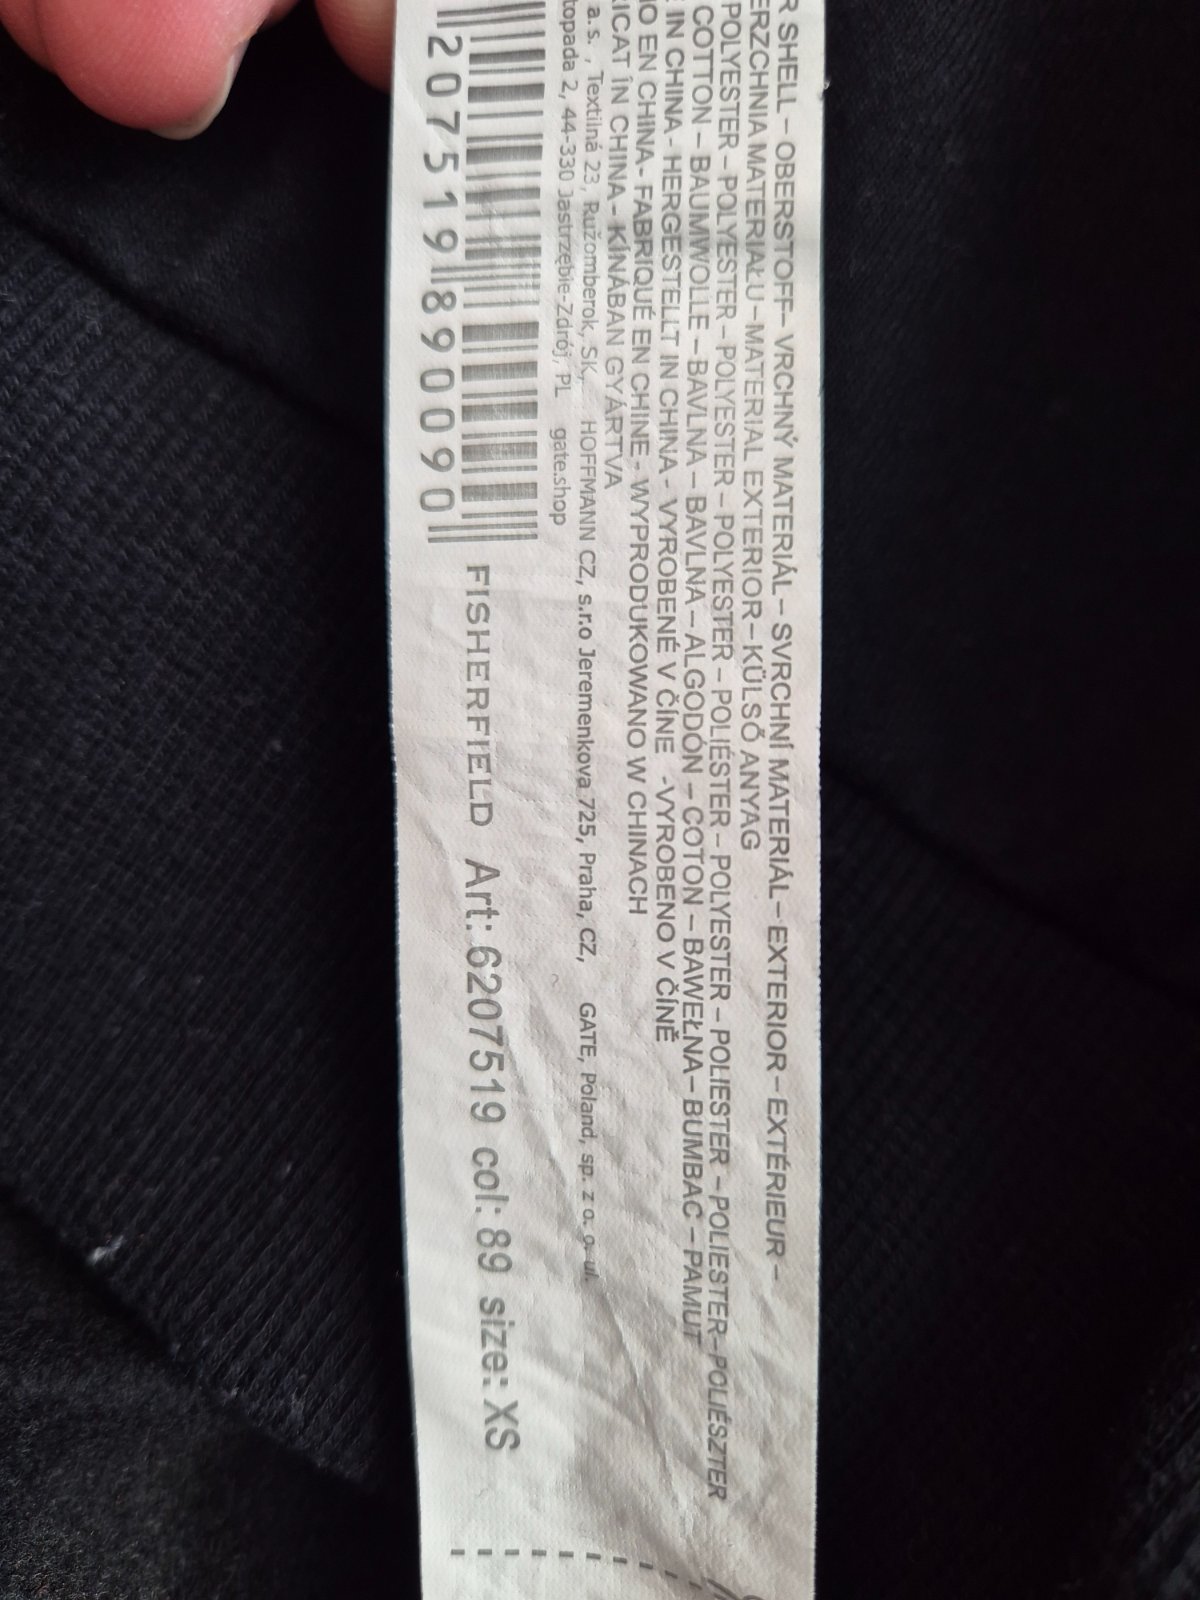 R SHELL – OBERSTOFF– VRCHNÝ MATERIÁL– SVRCHNÍ MATERIÁL– EXTERIOR– EXTÉRIEUR –
ERZCHNIA MATERIAŁU–MATERIAL EXTERIOR–KÜLSŐ ANYAG
POLYESTER – POLYESTER – POLYESTER – POLYESTER – POLIÉSTER – POLYESTER – POLIESTER – POLIESTER–POLIÉSZTER
COTTON – BAUMWOLLE – BAVLNA – BAVLNA – ALGODÓN – COTON – BAWEŁNA– BUMBAC – PAMUT
IN CHINA - HERGESTELLT IN CHINA - VYROBENÉ V ČÍNE -VYROBENO V ČÍNĚ
O EN CHINA- FABRIQUÉ EN CHINE - WYPRODUKOWANO W CHINACH
ICAT ÎN CHINA - KÍNÁBAN GYÁRTVA
a.s. , Textilná 23, Ružomberok, SK, HOFFMANN CZ, s.r.o Jeremenkova 725, Praha, CZ, GATE, Poland, sp. z o. o. ul.
topada 2, 44-330 Jastrzębie-Zdrój, PL gate.shop
207519890090
FISHERFIELD Art: 6207519 col: 89 size: XS